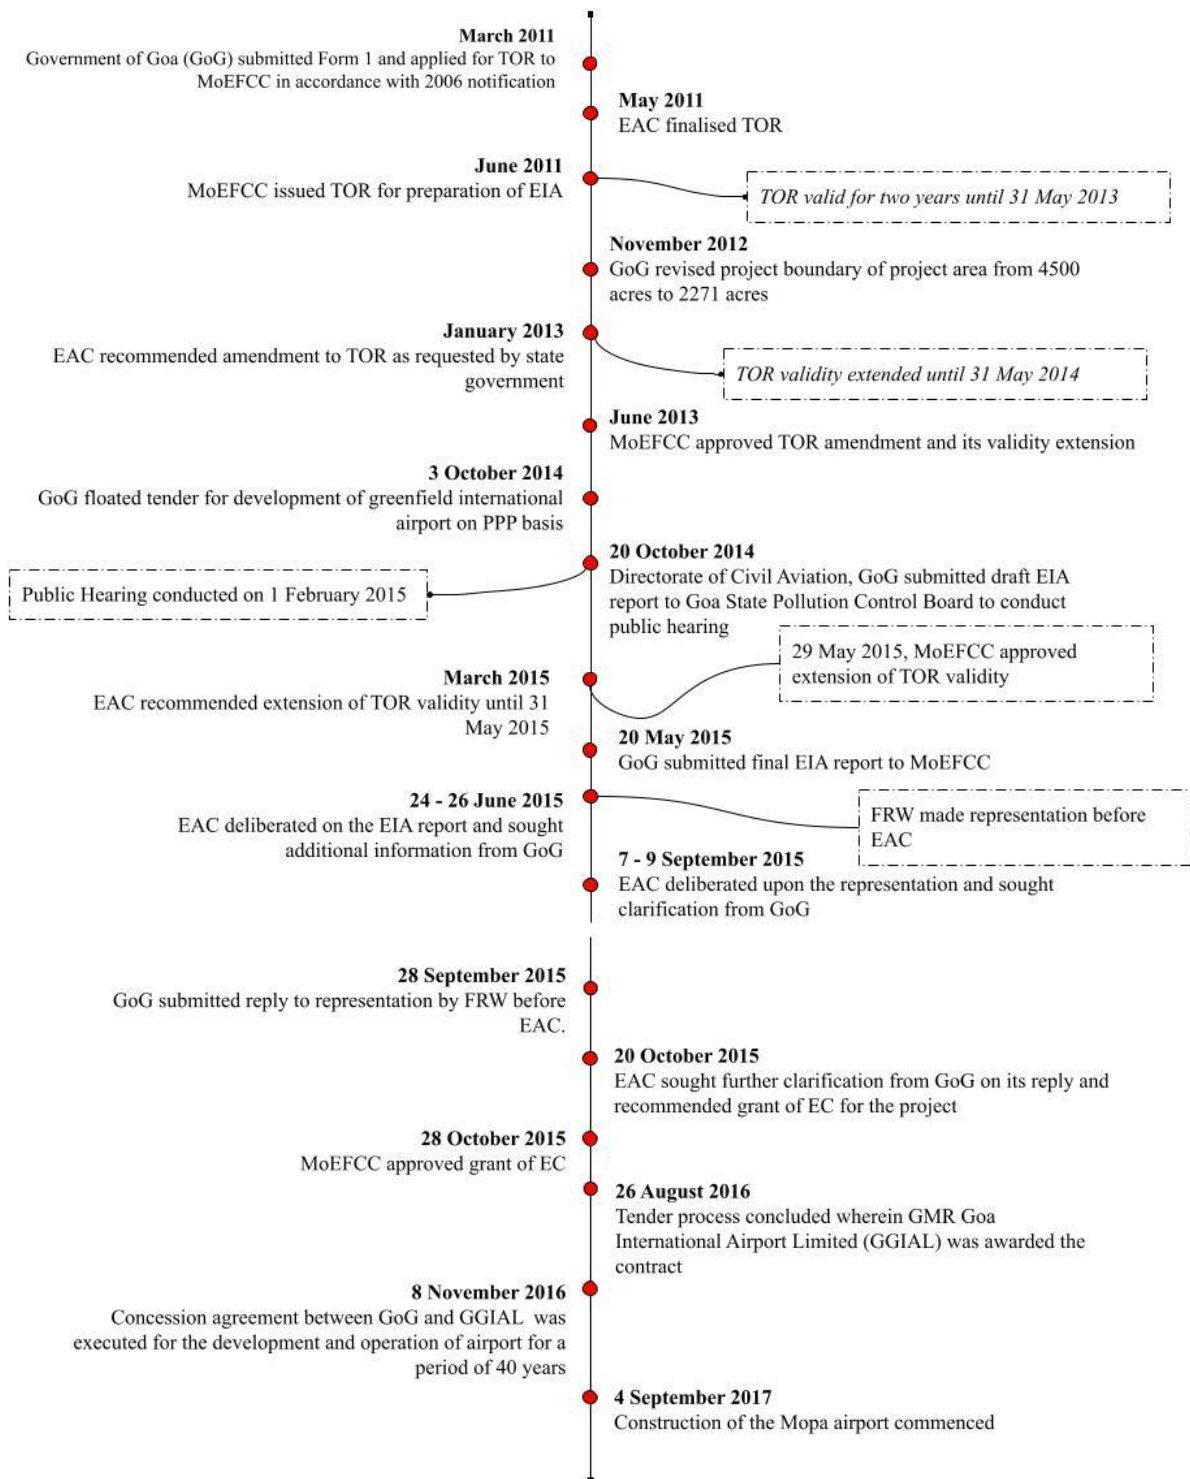 March 2011
Government of Goa (GoG) submitted Form 1 and applied for TOR to
MoEFCC in accordance with 2006 notification
May 2011
EAC finalised TOR
June 2011
MoEFCC issued TOR for preparation of EIA
TOR valid for two years until 31 May 2013
November 2012
GoG revised project boundary of project area from 4500
acres to 2271 acres
January 2013
EAC recommended amendment to TOR as requested by state
government
TOR validity extended until 31 May 2014
June 2013
MoEFCC approved TOR amendment and its validity extension
3 October 2014
GoG floated tender for development of greenfield international
airport on PPP basis
20 October 2014
Directorate of Civil Aviation, GoG submitted draft EIA
report to Goa State Pollution Control Board to conduct
public hearing
Public Hearing conducted on 1 February 2015
29 May 2015, MoEFCC approved
extension of TOR validity
March 2015
EAC recommended extension of TOR validity until 31
May 2015
20 May 2015
GoG submitted final EIA report to MoEFCC
24 - 26 June 2015
EAC deliberated on the EIA report and sought
additional information from GoG
FRW made representation before
EAC
7 - 9 September 2015
EAC deliberated upon the representation and sought
clarification from GoG
28 September 2015
GoG submitted reply to representation by FRW before
EAC.
20 October 2015
EAC sought further clarification from GoG on its reply and
recommended grant of EC for the project
28 October 2015
MoEFCC approved grant of EC
26 August 2016
Tender process concluded wherein GMR Goa
International Airport Limited (GGIAL) was awarded the
contract
8 November 2016
Concession agreement between GoG and GGIAL was
executed for the development and operation of airport for a
period of 40 years
4 September 2017
Construction of the Mopa airport commenced